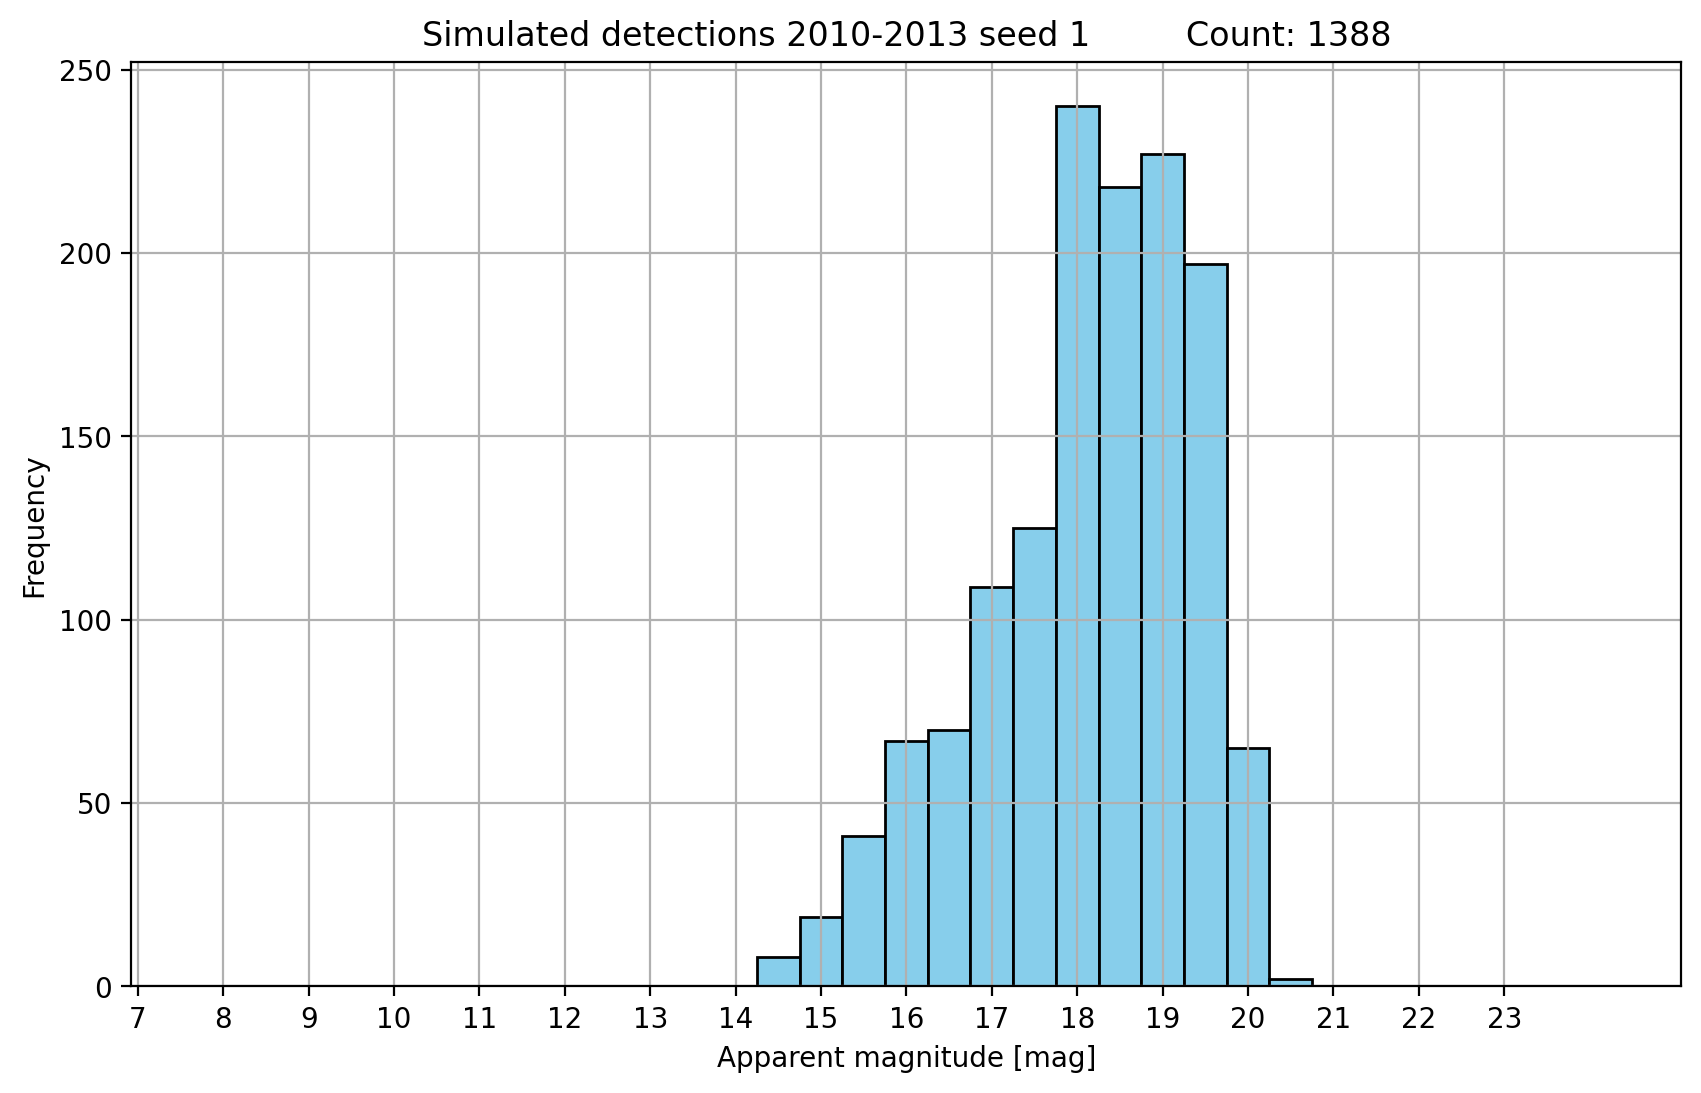 Simulated detections 2010-2013 seed 1 Count: 1388
250
200
150
100
50
0
Frequency
7 8 9 10 11 12 13 14 15 16 17 18 19 20 21 22 23
Apparent magnitude [mag]